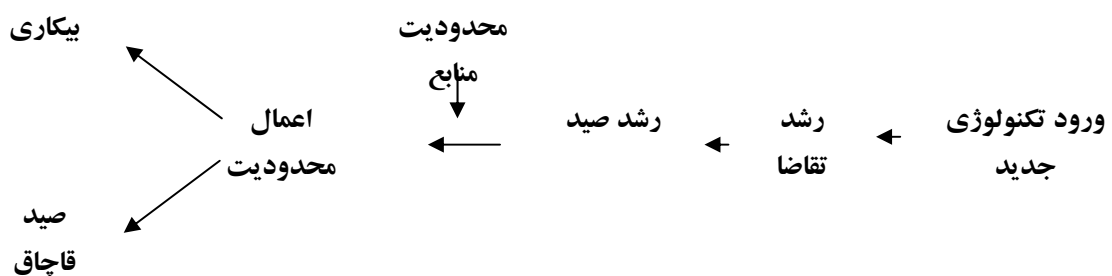 ورود تکنولوژی
جدید
رشد
تقاضا
رشد صید
محدودیت
منابع
اعمال
محدودیت
بیکاری
صید
قاچاق